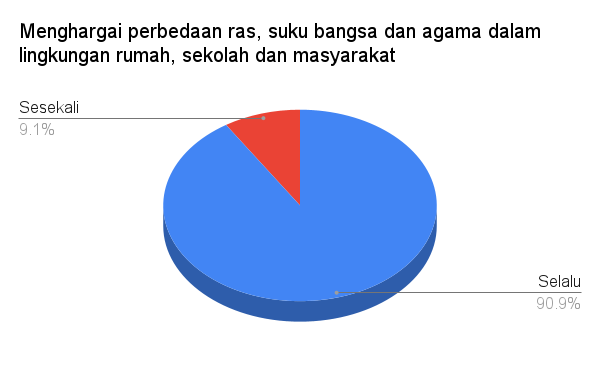 Menghargai perbedaan ras, suku bangsa dan agama dalam
lingkungan rumah, sekolah dan masyarakat
Sesekali
9.1%
Selalu
90.9%